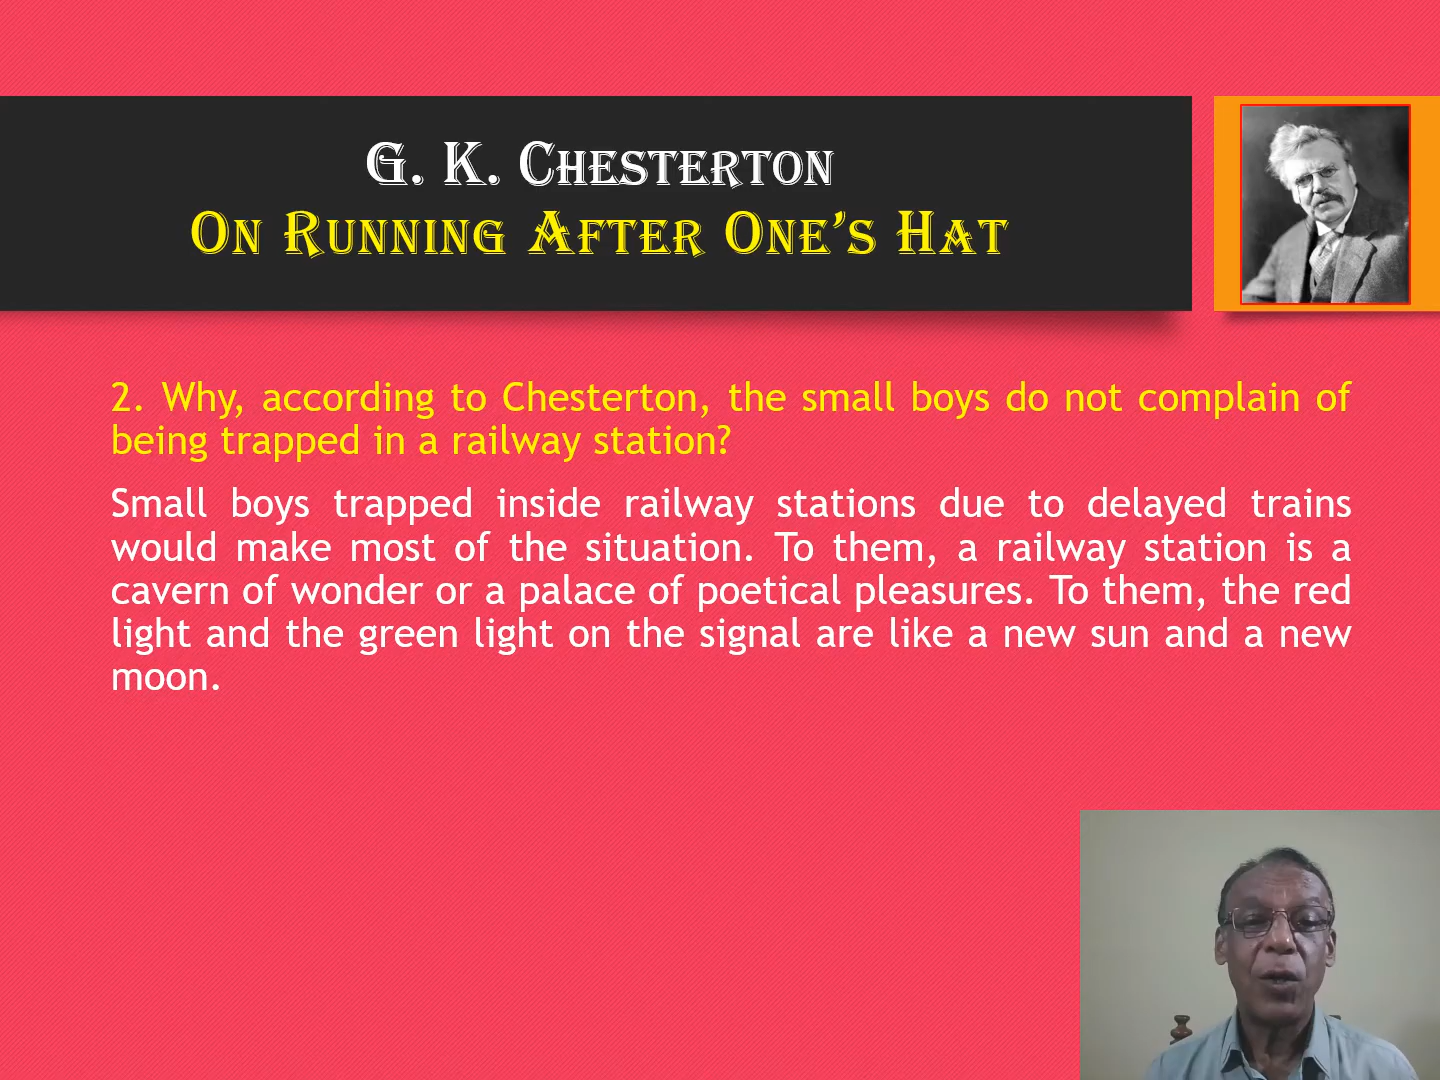 G. K. Chesterton
On Running After One's Hat
2. Why, according to Chesterton, the small boys do not complain of
being trapped in a railway station?
Small boys trapped inside railway stations due to delayed trains
would make most of the situation. To them, a railway station is a
cavern of wonder or a palace of poetical pleasures. To them, the red
light and the green light on the signal are like a new sun and a new
moon.